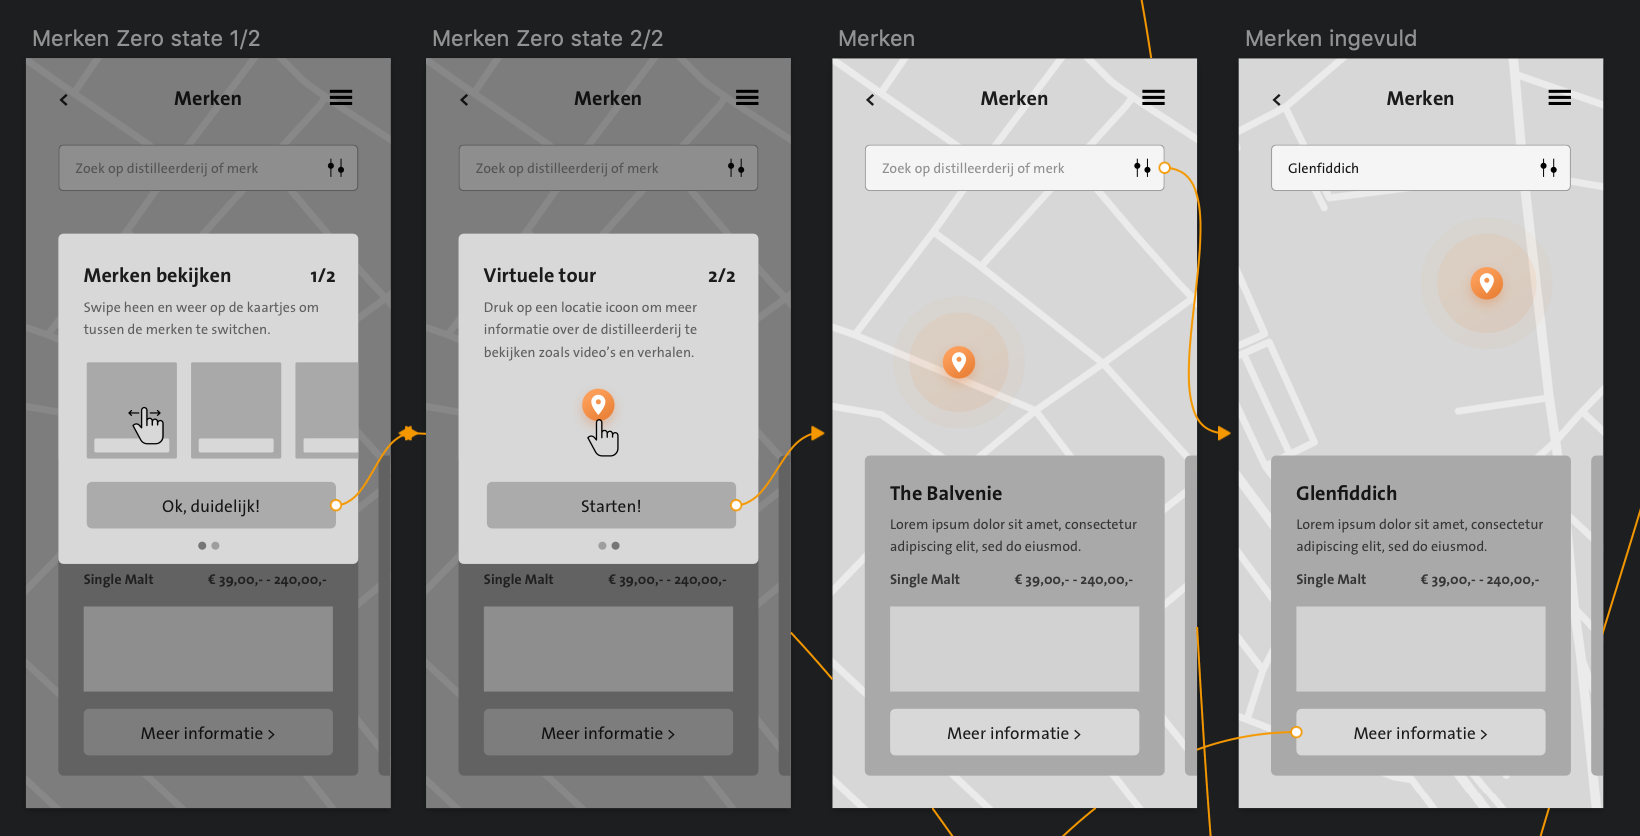 Merken Zero state 1/2
Merken
Zoek op distilleerderij of merk
Merken bekijken 1/2
Swipe heen en weer op de kaartjes om
tussen de merken te switchen.
Ok, duidelijk!
Single Malt € 39,00,- - 240,00,-
Meer informatie >
Merken Zero state 2/2
Merken
Zoek op distilleerderij of merk
Virtuele tour 2/2
Druk op een locatie icoon om meer
informatie over de distilleerderij te
bekijken zoals video's en verhalen.
Starten!
Single Malt € 39,00,- - 240,00,-
Meer informatie >
Merken
Merken
Zoek op distilleerderij of merk
The Balvenie
Lorem ipsum dolor sit amet, consectetur
adipiscing elit, sed do eiusmod.
Single Malt € 39,00,- - 240,00,-
Meer informatie >
Merken ingevuld
Merken
Glenfiddich
Glenfiddich
Lorem ipsum dolor sit amet, consectetur
adipiscing elit, sed do eiusmod.
Single Malt € 39,00,- - 240,00,-
Meer informatie >